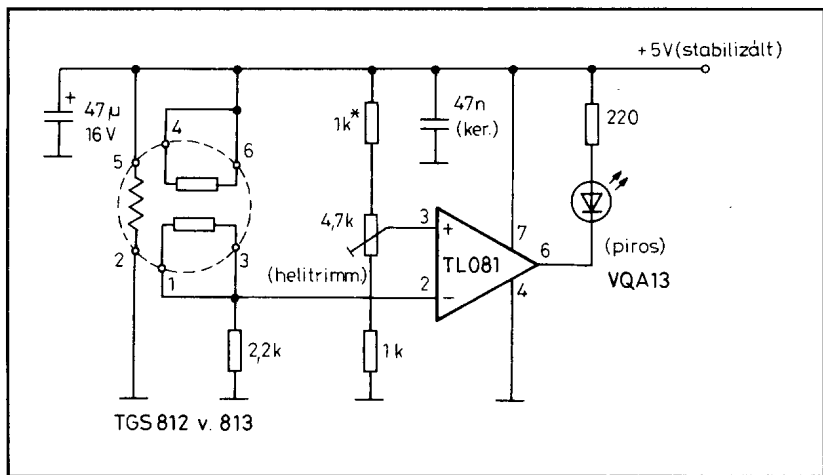 +5V(stabilizált)
+
47µ
16V
4
5
6
2
1
3
2,2k
TGS 812 v. 813
1k*
4,7k
(helitrimm.)
1k
47n
(ker.)
3
+
2
−
TL081
7
4
6
220
(piros)
VQA13